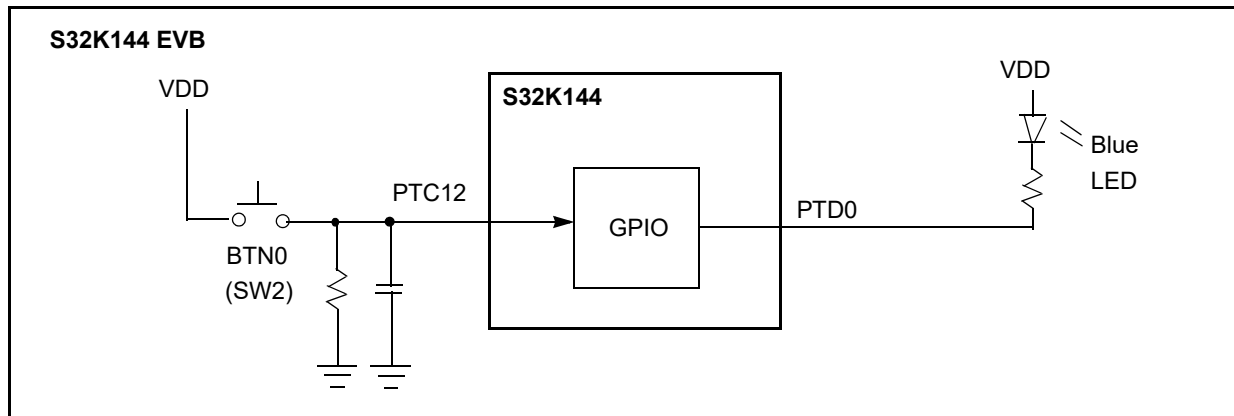 S32K144 EVB
VDD
S32K144
VDD
Blue
LED
PTC12
GPIO
PTD0
BTN0
(SW2)